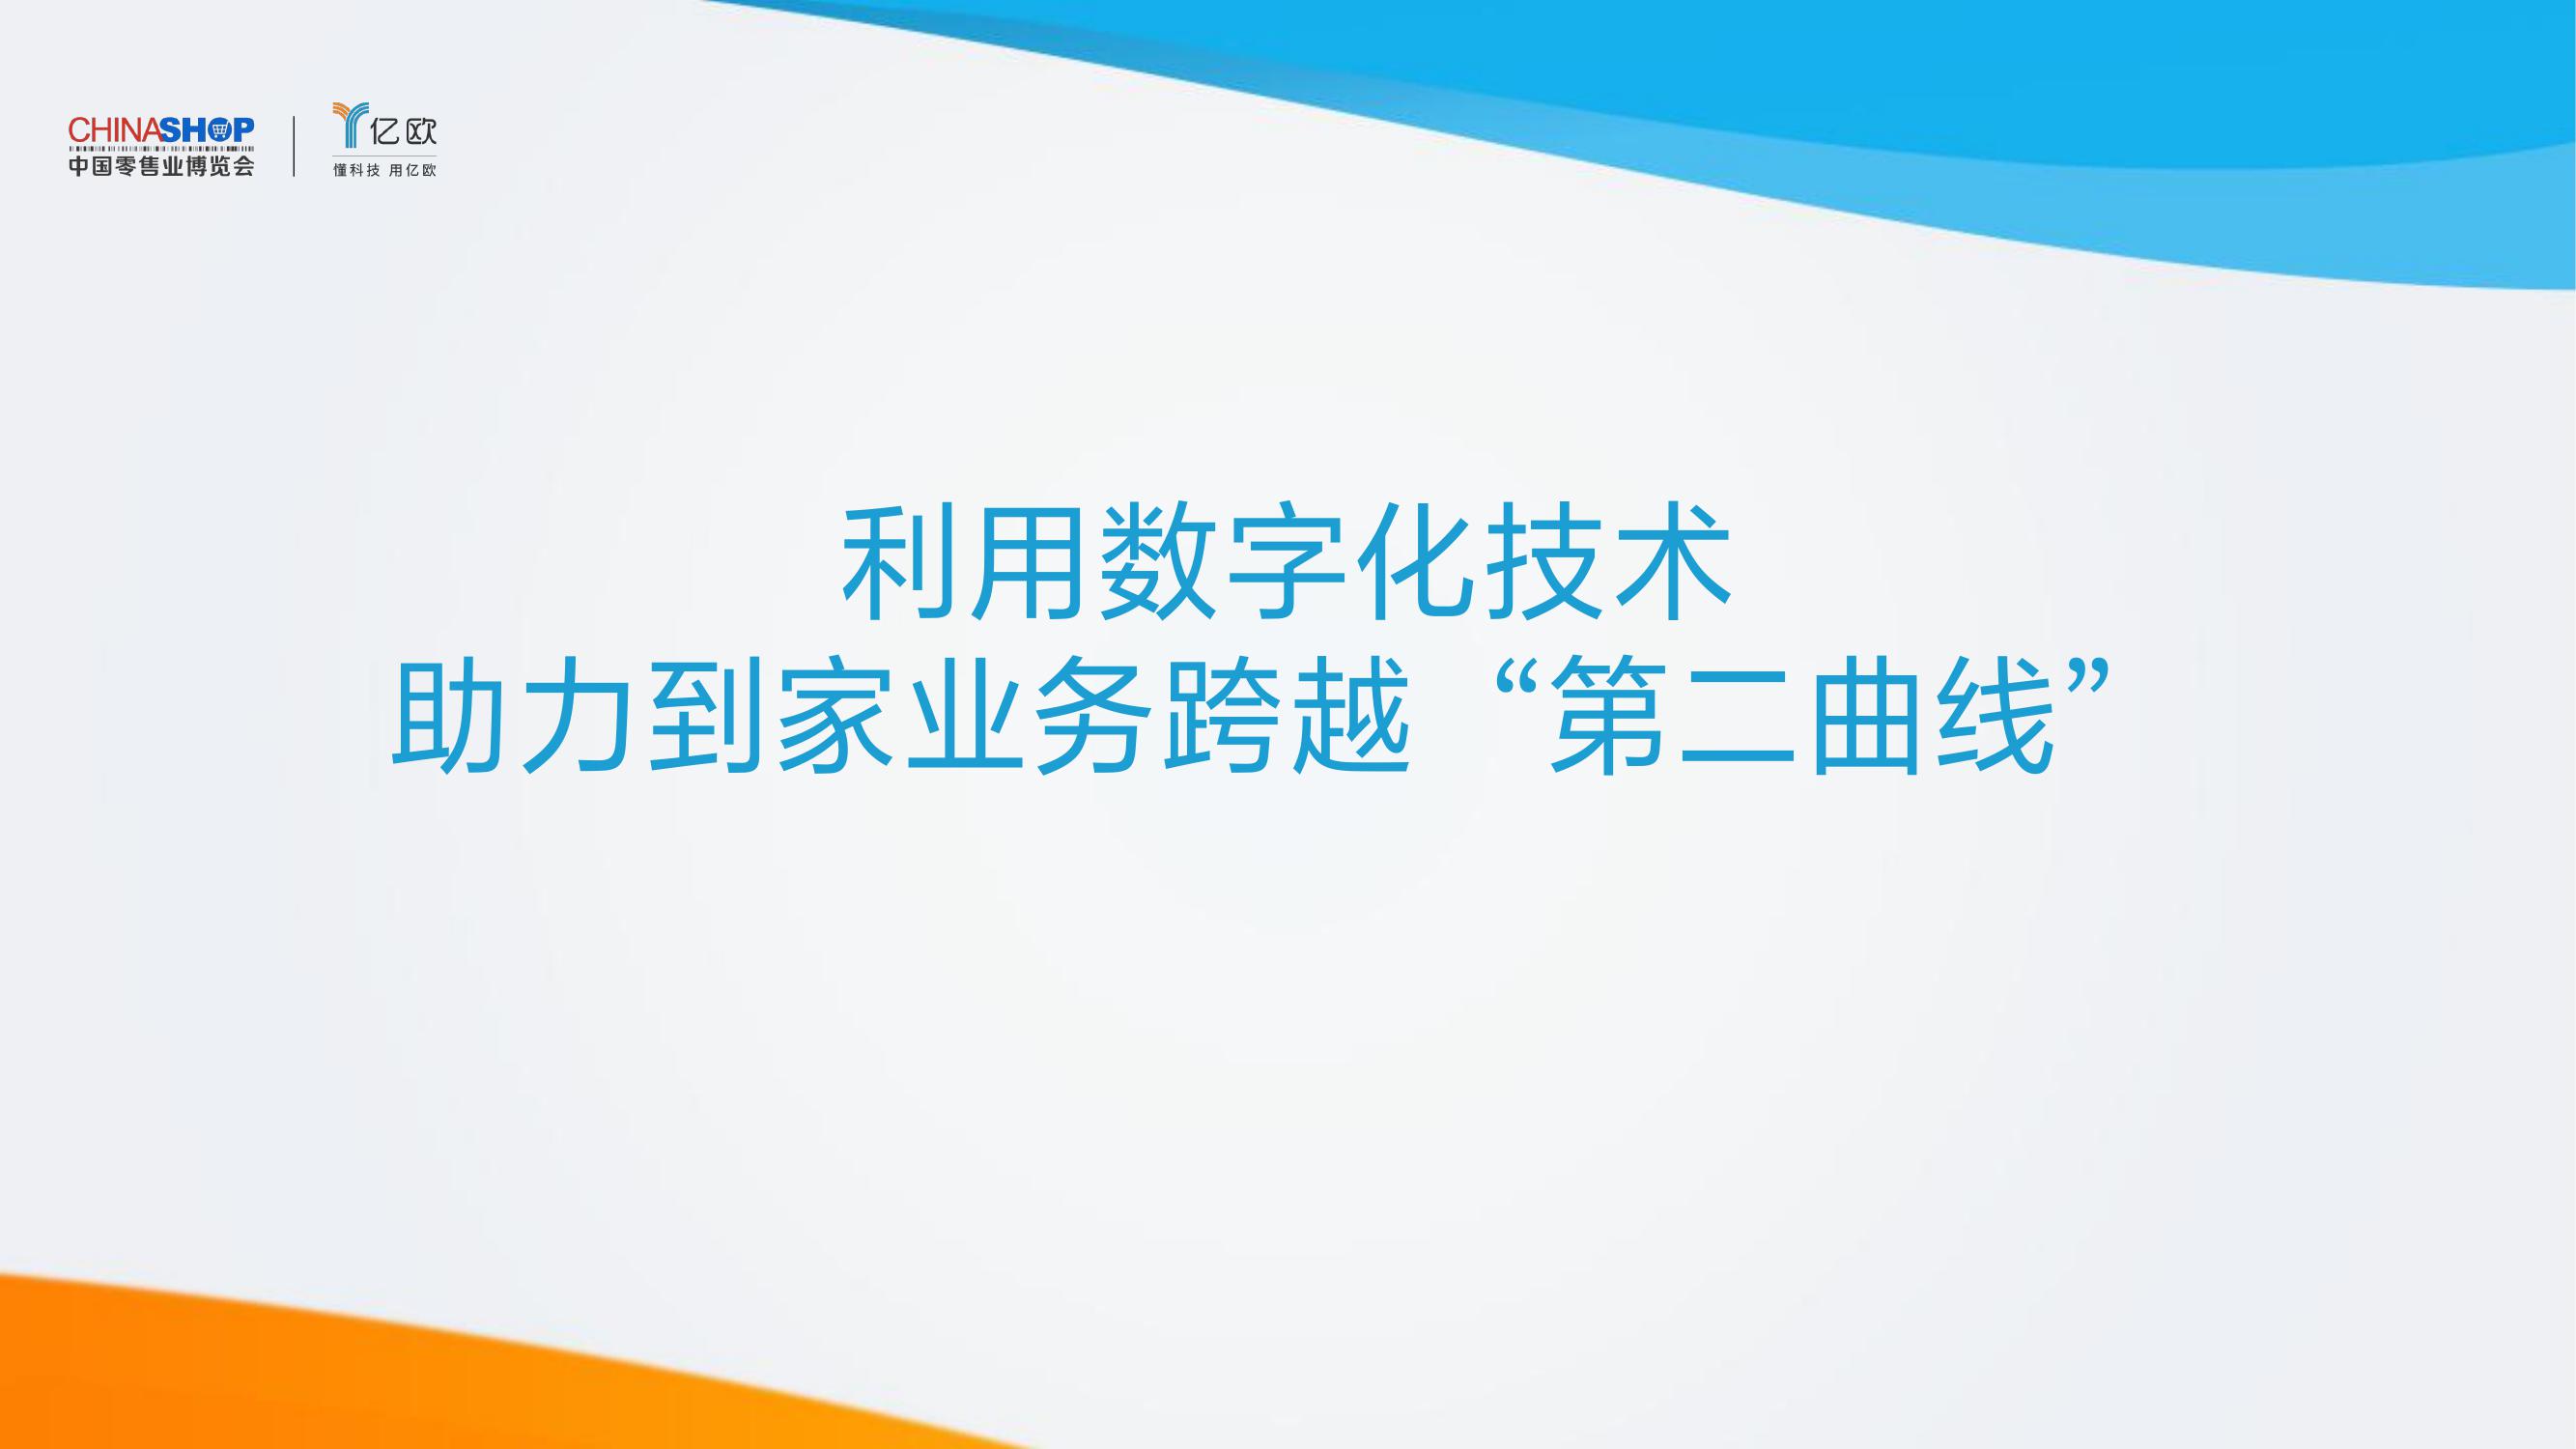 CHINASHOP
中国零售业博览会
亿欧
懂科技 用亿欧
利用数字化技术
助力到家业务跨越“第二曲线”